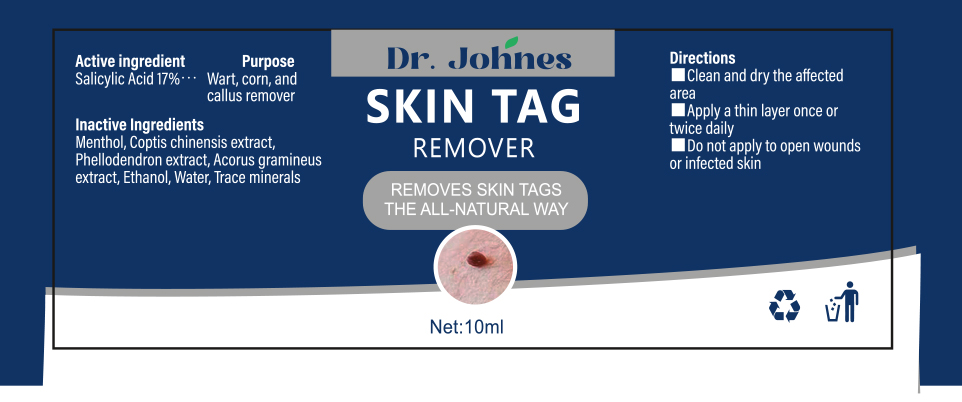 Active ingredient Purpose
Salicylic Acid 17%··· Wart, corn, and
callus remover
Inactive Ingredients
Menthol, Coptis chinensis extract,
Phellodendron extract, Acorus gramineus
extract, Ethanol, Water, Trace minerals
Dr. Johnes
SKIN TAG
REMOVER
REMOVES SKIN TAGS
THE ALL-NATURAL WAY
Net:10ml
Directions
■Clean and dry the affected
area
■Apply a thin layer once or
twice daily
■Do not apply to open wounds
or infected skin